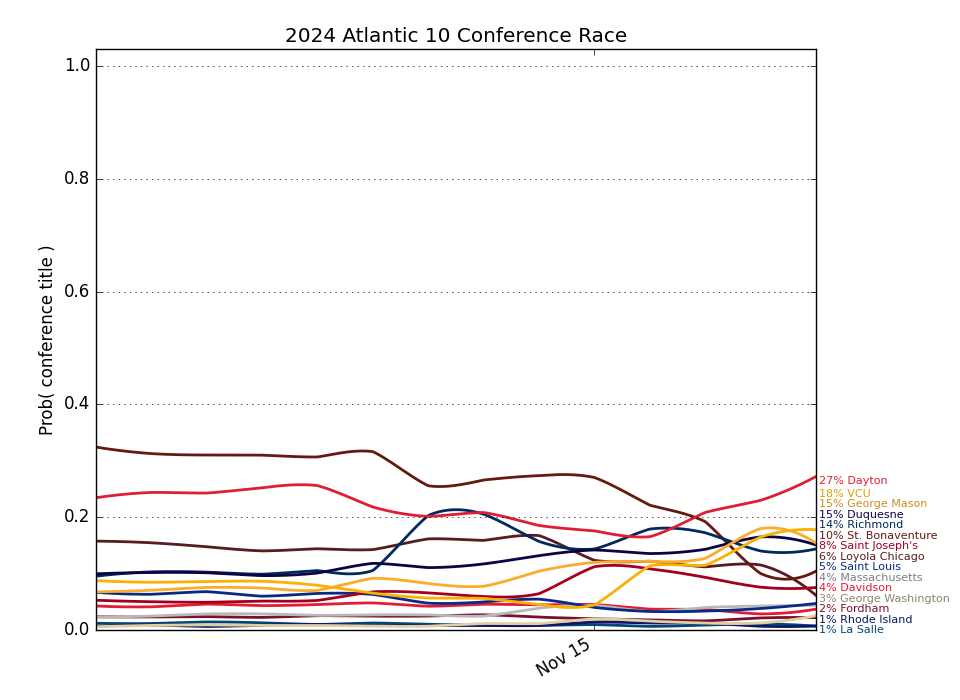 2024 Atlantic 10 Conference Race
Prob( conference title )
1.0
0.8
0.6
0.4
0.2
0.0
Nov 15
27% Dayton
18% VCU
15% George Mason
15% Duquesne
14% Richmond
10% St. Bonaventure
8% Saint Joseph's
6% Loyola Chicago
5% Saint Louis
4% Massachusetts
4% Davidson
3% George Washington
2% Fordham
1% Rhode Island
1% La Salle